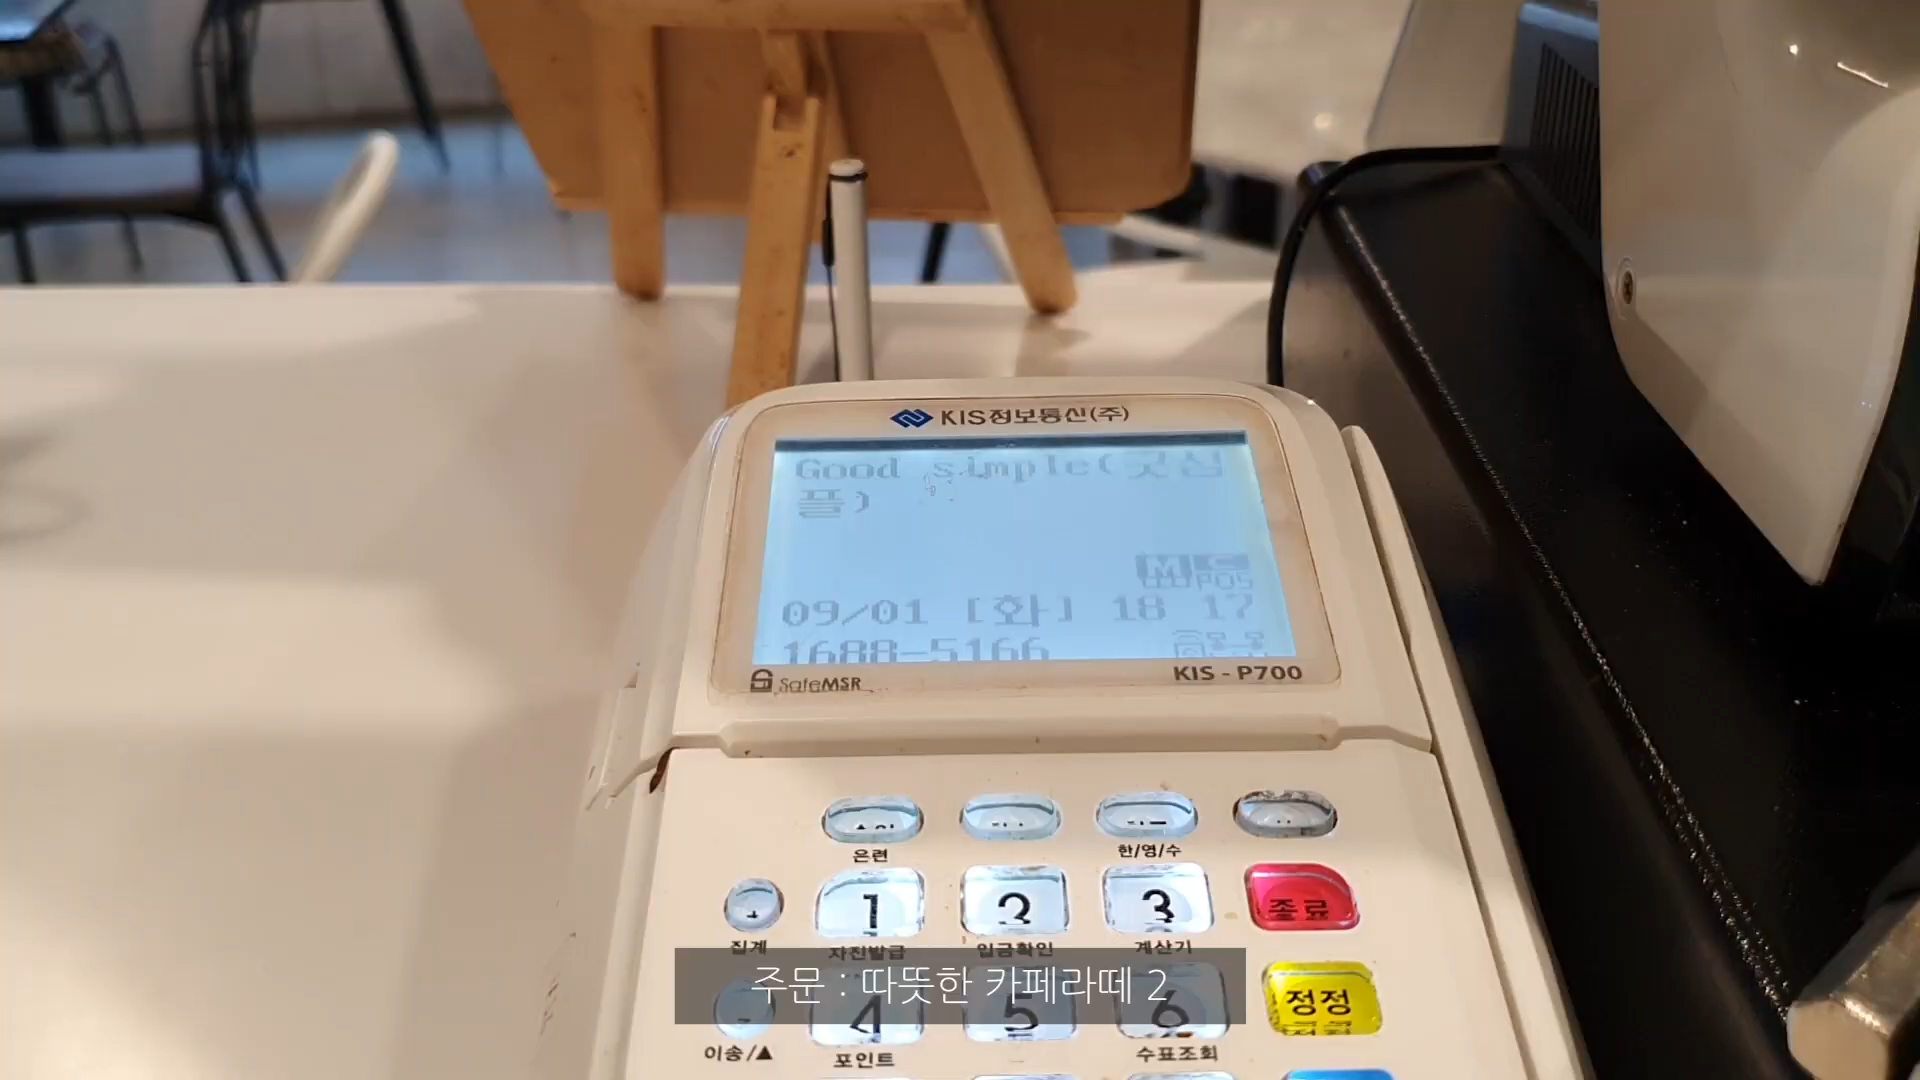 KIS정보통신(주)
Good simple(굿심
플)
M C
POS
09/01 [화] 18 17
1688-5166
SafeMSR
KIS - P700
은련
한/영/수
1
2
3
종료
집계
자진발급
입금확인
계산기
주문 : 따뜻한 카페라떼 2
4
5
6
정정
이송/▲
포인트
수표조회